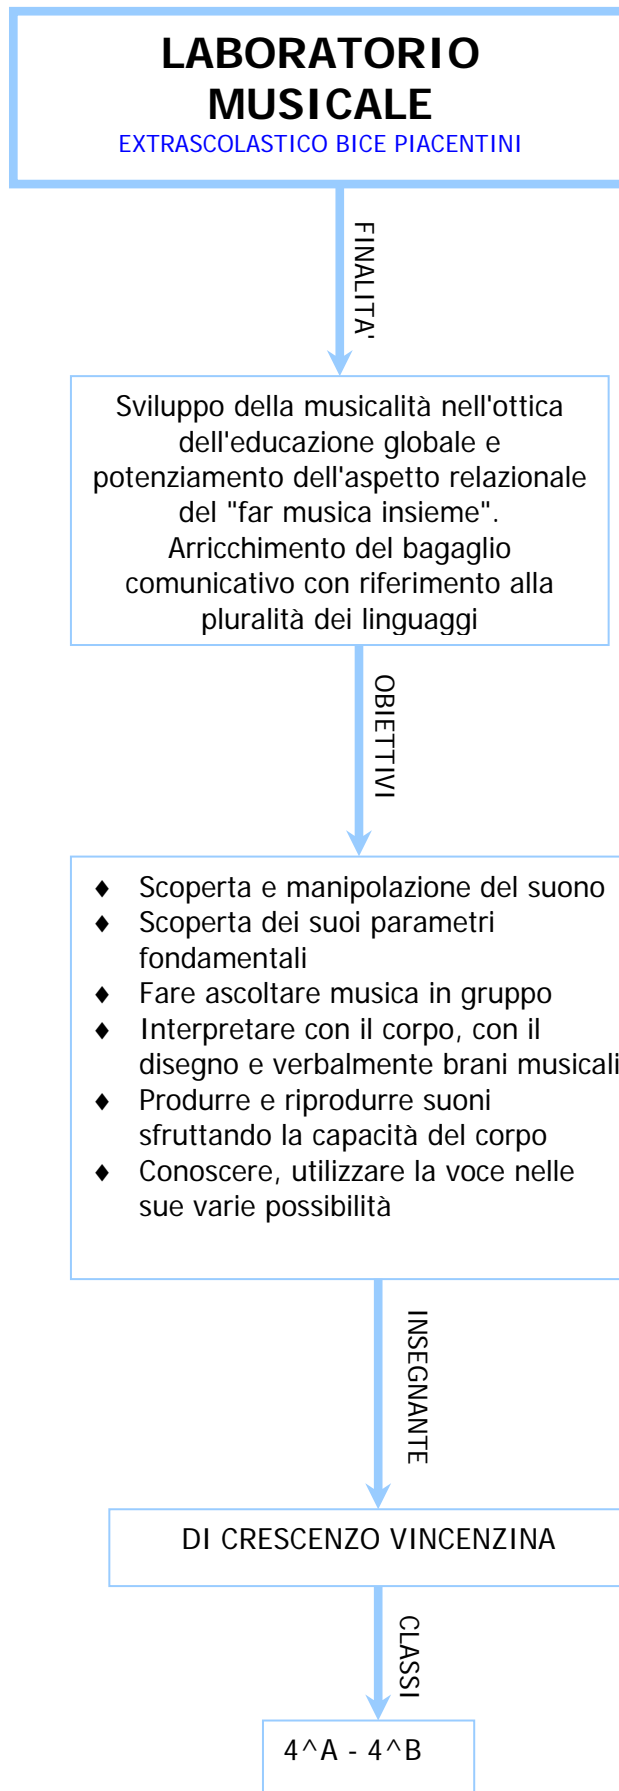 LABORATORIO
MUSICALE
EXTRASCOLASTICO BICE PIACENTINI
FINALITA'
Sviluppo della musicalità nell'ottica
dell'educazione globale e
potenziamento dell'aspetto relazionale
del "far musica insieme".
Arricchimento del bagaglio
comunicativo con riferimento alla
pluralità dei linguaggi
OBIETTIVI
♦ Scoperta e manipolazione del suono
♦ Scoperta dei suoi parametri
fondamentali
♦ Fare ascoltare musica in gruppo
♦ Interpretare con il corpo, con il
disegno e verbalmente brani musicali
♦ Produrre e riprodurre suoni
sfruttando la capacità del corpo
♦ Conoscere, utilizzare la voce nelle
sue varie possibilità
INSEGNANTE
DI CRESCENZO VINCENZINA
CLASSI
4^A - 4^B